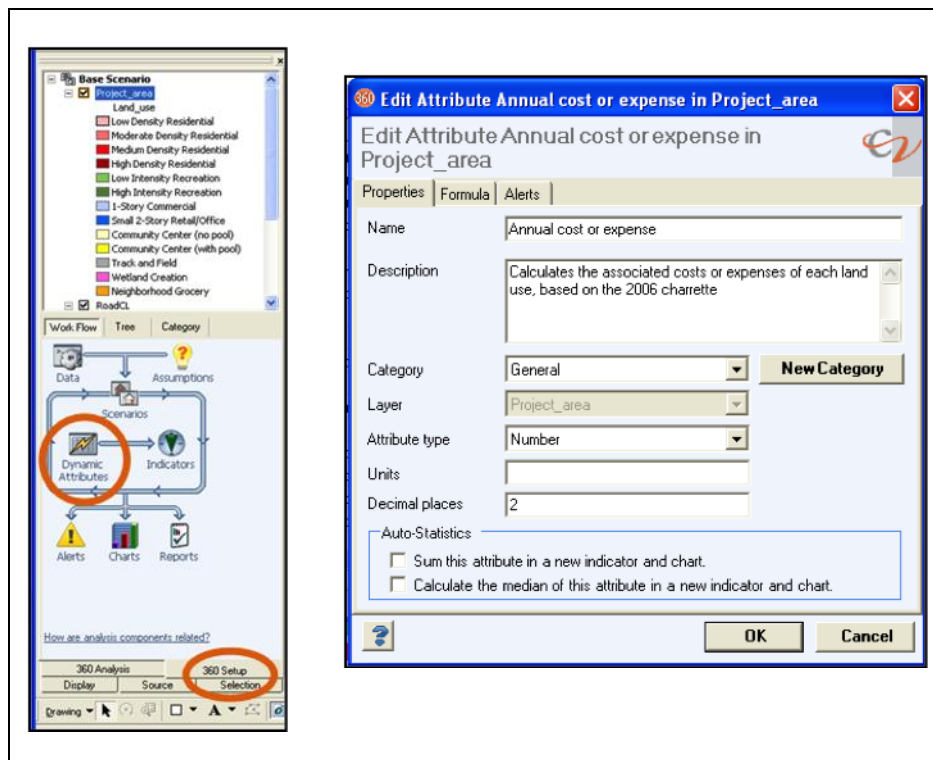 Base Scenario
Project_area
Land_use
Low Density Residential
Moderate Density Residential
Medium Density Residential
High Density Residential
Low Intensity Recreation
High Intensity Recreation
1-Story Commercial
Small 2-Story Retail/Office
Community Center (no pool)
Community Center (with pool)
Track and Field
Wetland Creation
Neighborhood Grocery
RoadCL
Work Flow Tree Category
Data Assumptions
Scenarios
Dynamic Attributes Indicators
Alerts Charts Reports
How are analysis components related?
360 Analysis 360 Setup
Display Source Selection
Drawing A
360 Edit Attribute Annual cost or expense in Project_area
Edit Attribute Annual cost or expense in
Project_area
cv
Properties Formula Alerts
Name Annual cost or expense
Description Calculates the associated costs or expenses of each land
use, based on the 2006 charrette
Category General New Category
Layer Project_area
Attribute type Number
Units
Decimal places 2
Auto-Statistics
Sum this attribute in a new indicator and chart.
Calculate the median of this attribute in a new indicator and chart.
? OK Cancel